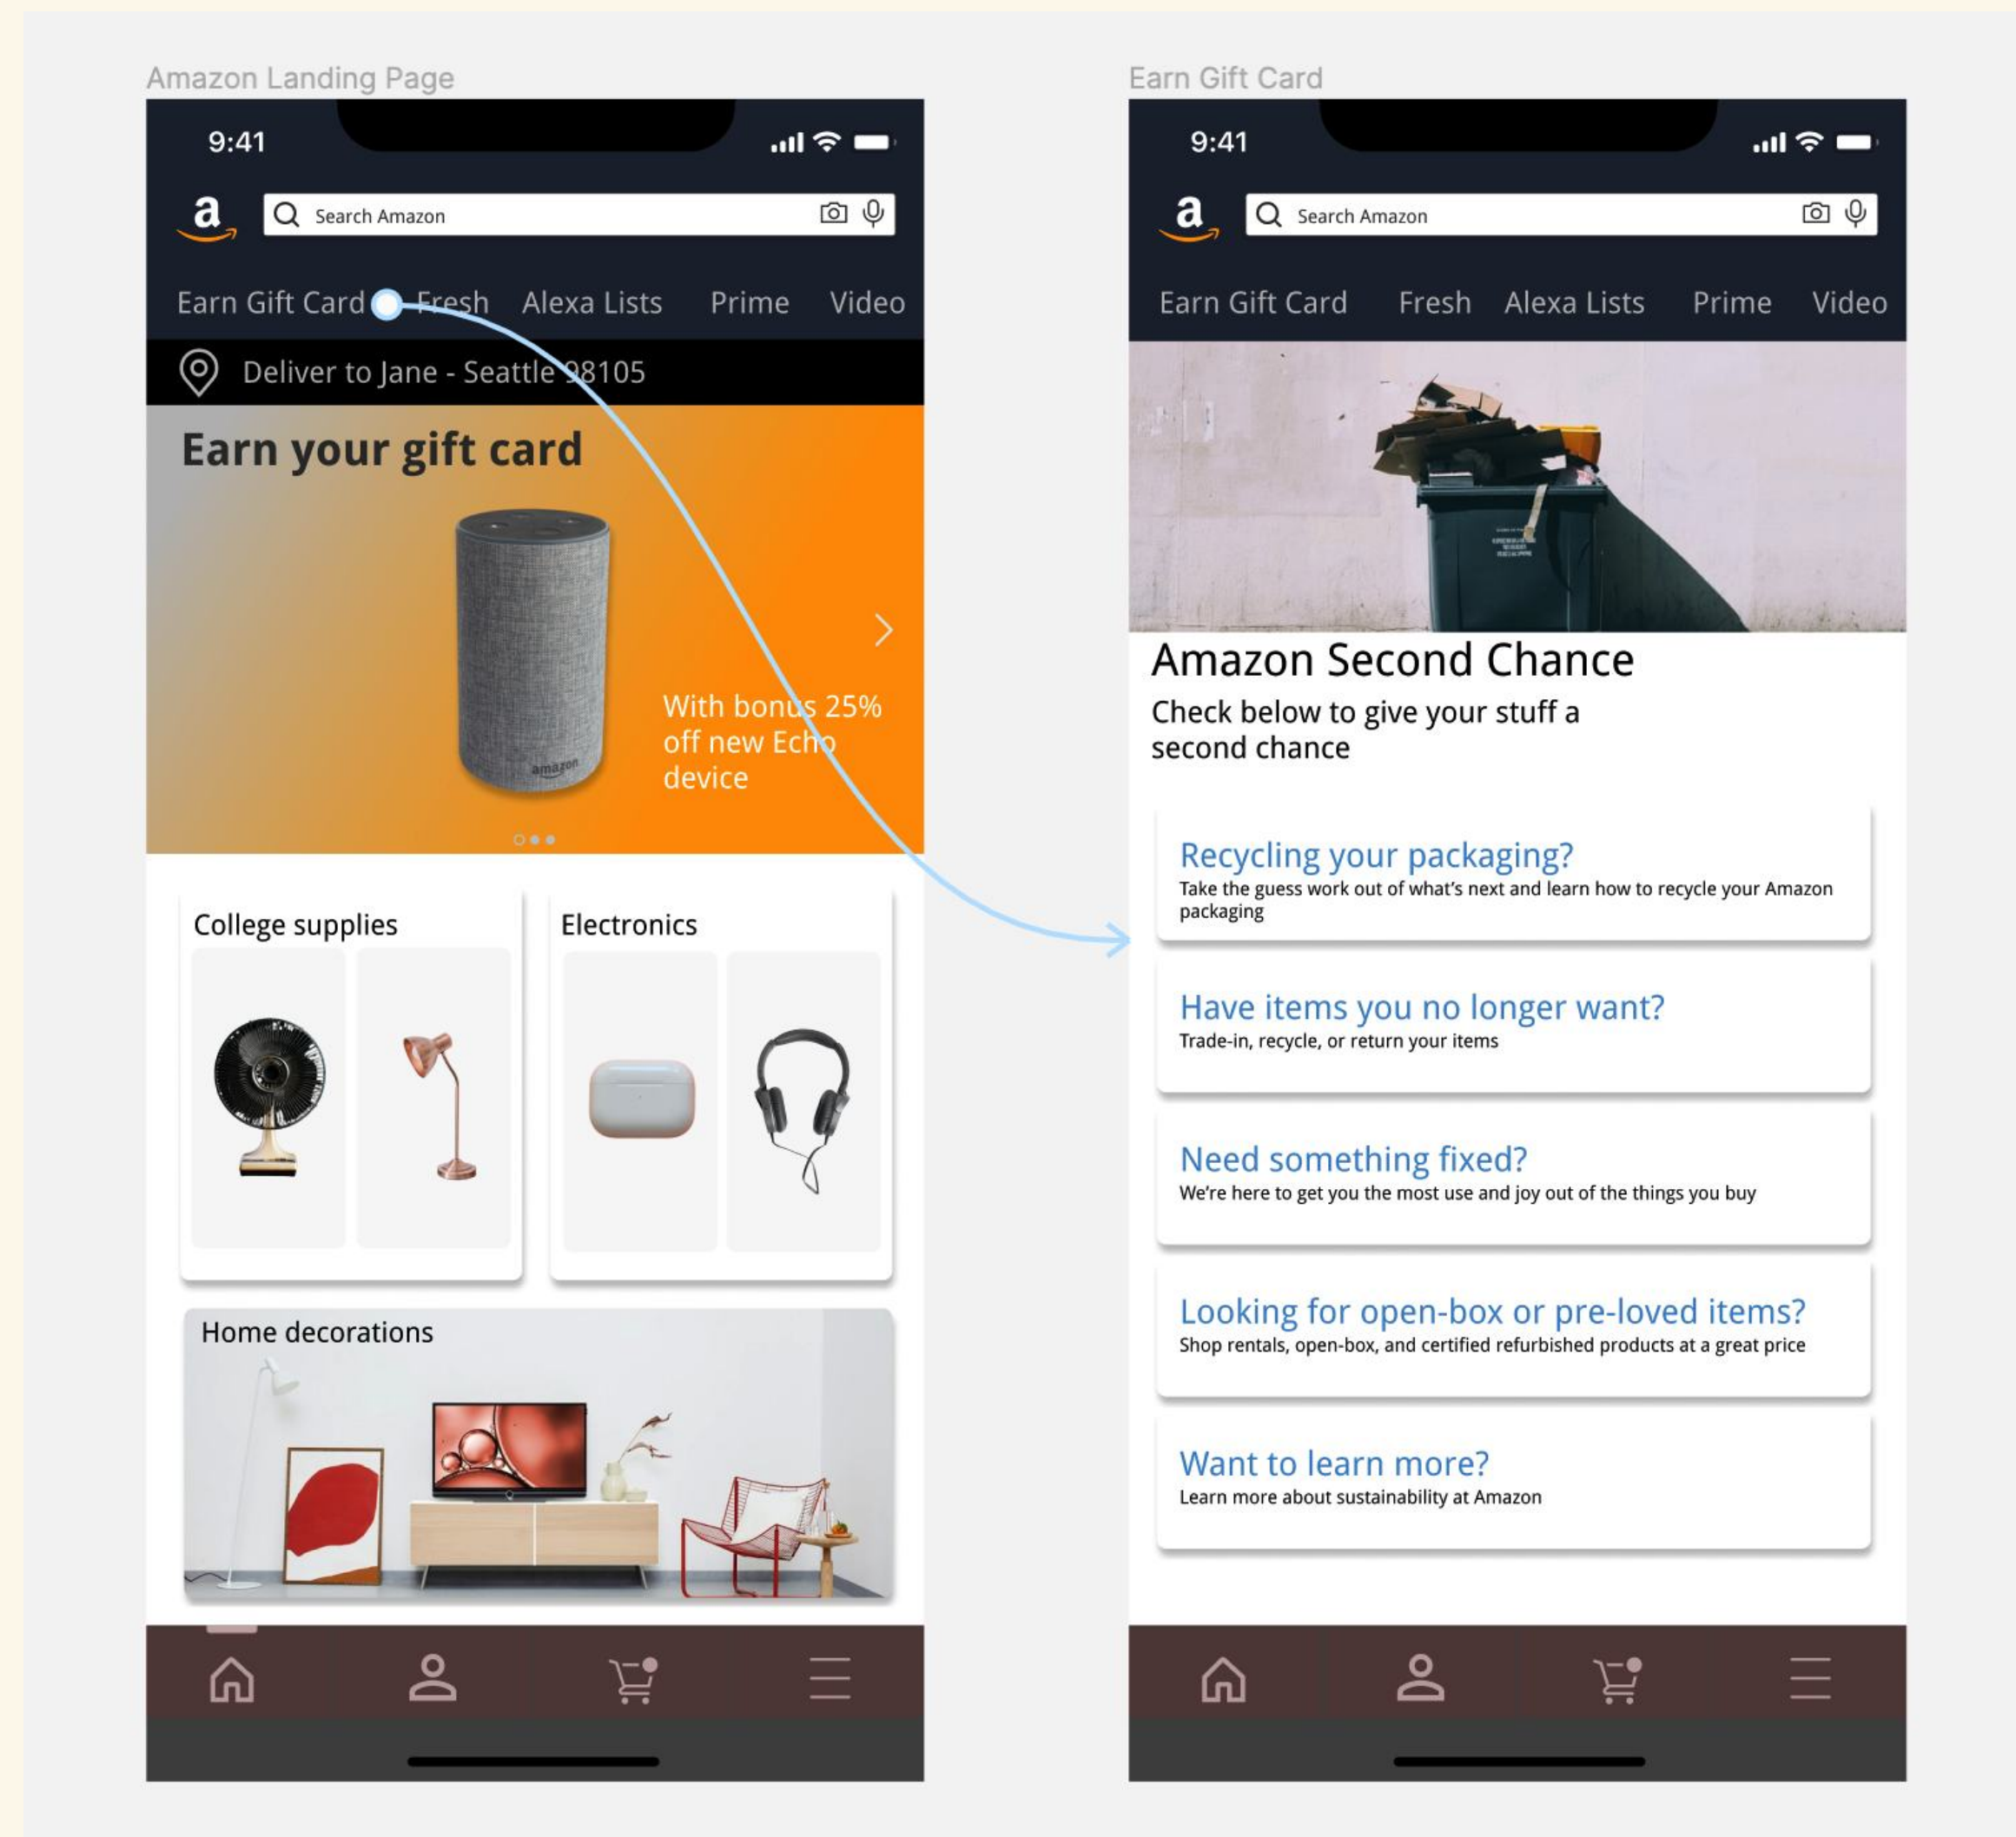 Amazon Landing Page
9:41
a
Search Amazon
Earn Gift Card Fresh Alexa Lists Prime Video
Deliver to Jane - Seattle 98105
Earn your gift card
amazon
With bonus 25%
off new Echo
device
College supplies
Electronics
Home decorations
Earn Gift Card
9:41
a
Search Amazon
Earn Gift Card Fresh Alexa Lists Prime Video
Amazon Second Chance
Check below to give your stuff a
second chance
Recycling your packaging?
Take the guess work out of what's next and learn how to recycle your Amazon
packaging
Have items you no longer want?
Trade-in, recycle, or return your items
Need something fixed?
We're here to get you the most use and joy out of the things you buy
Looking for open-box or pre-loved items?
Shop rentals, open-box, and certified refurbished products at a great price
Want to learn more?
Learn more about sustainability at Amazon